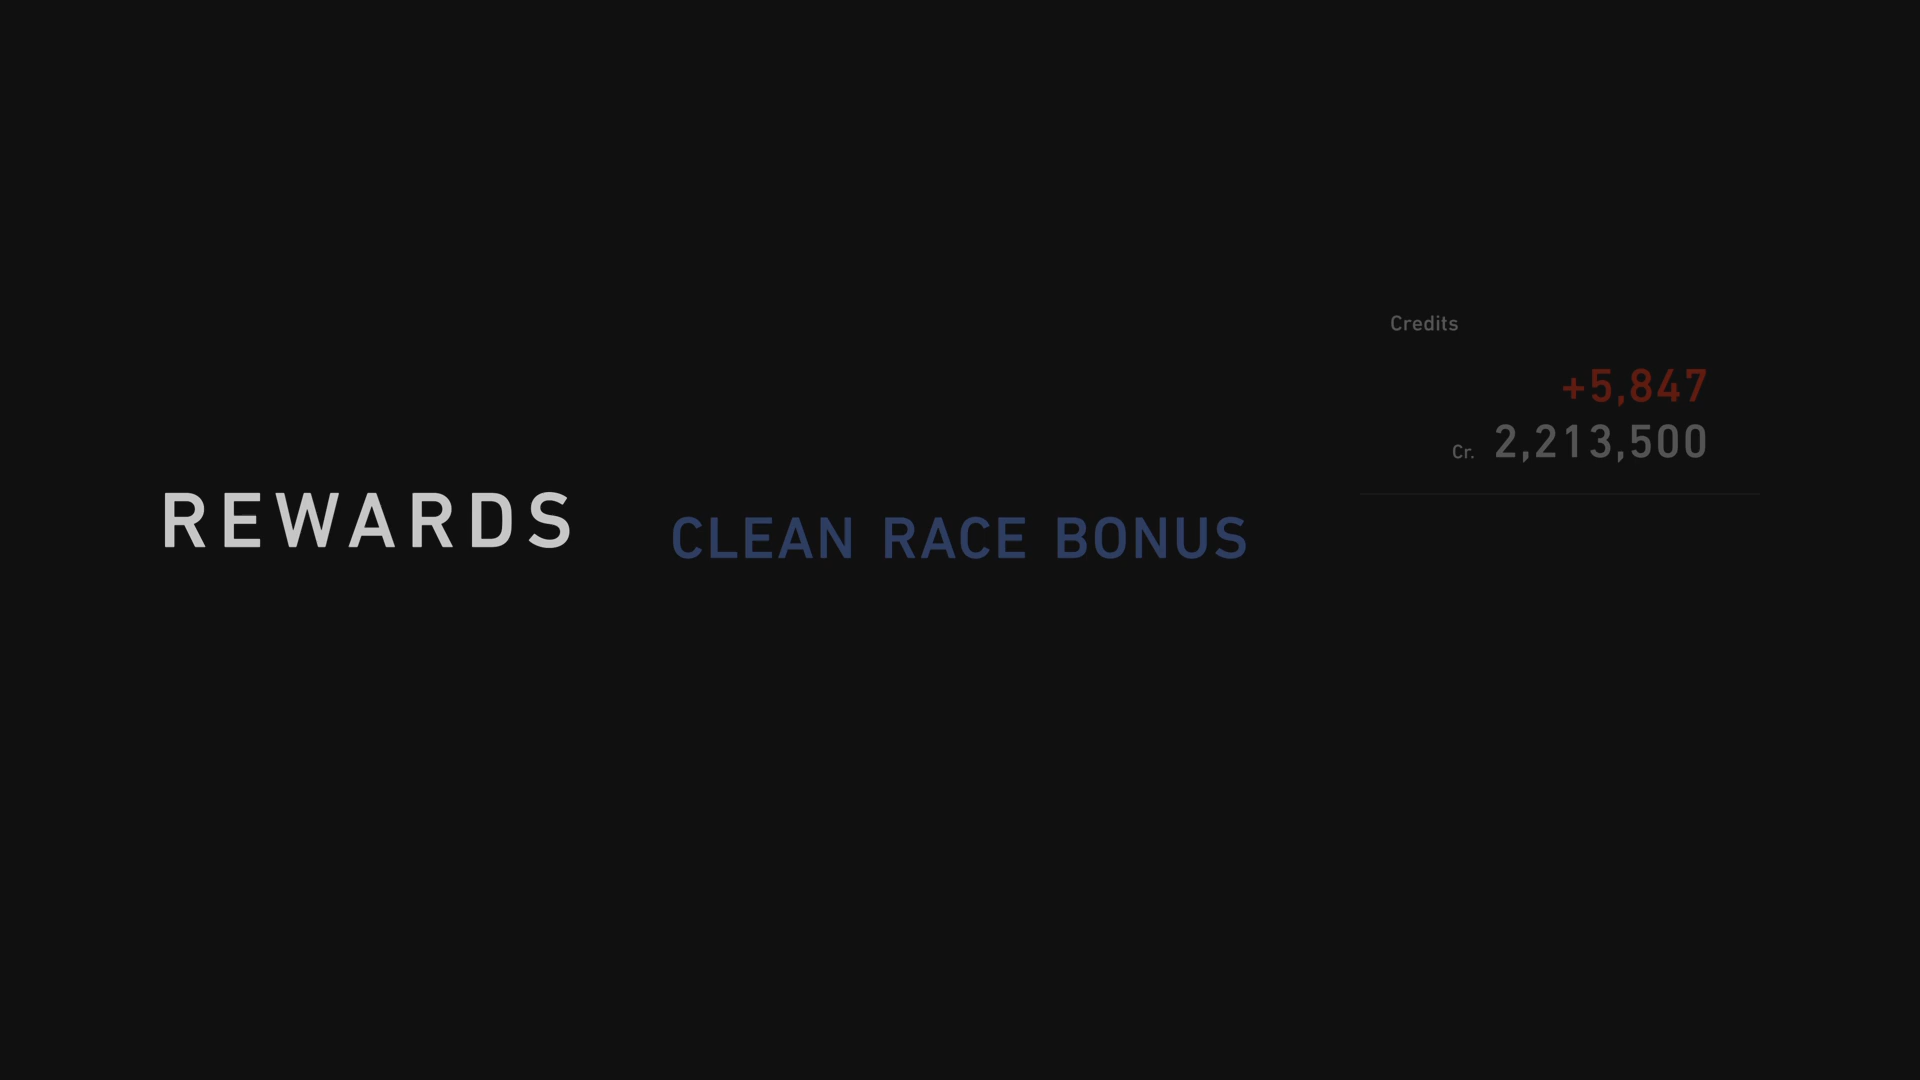 REWARDS
CLEAN RACE BONUS
Credits
+5,847
Cr. 2,213,500